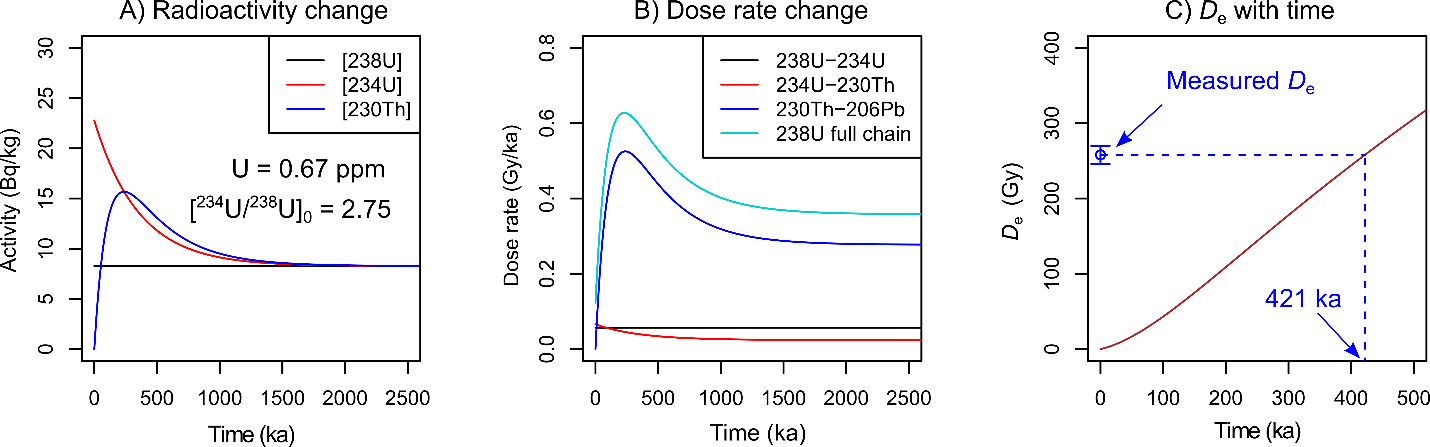 A) Radioactivity change
30
25
20
15
10
5
0
Activity (Bq/kg)
[238U]
[234U]
[230Th]
U = 0.67 ppm
[²³⁴U/²³⁸U]₀ = 2.75
0 500 1000 1500 2000 2500
Time (ka)
B) Dose rate change
0.8
0.6
0.4
0.2
0.0
Dose rate (Gy/ka)
238U−234U
234U−230Th
230Th−206Pb
238U full chain
0 500 1000 1500 2000 2500
Time (ka)
C) Dₑ with time
400
300
200
100
0
Dₑ (Gy)
Measured Dₑ
421 ka
0 100 200 300 400 500
Time (ka)